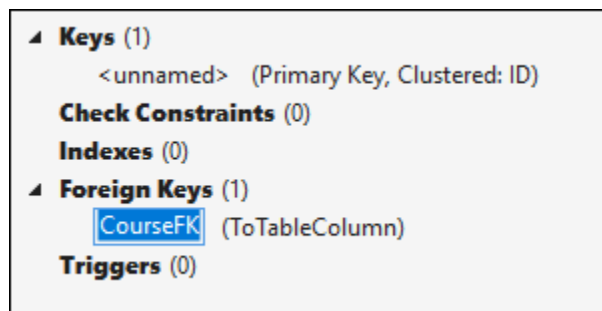 Keys (1)
<unnamed> (Primary Key, Clustered: ID)
Check Constraints (0)
Indexes (0)
Foreign Keys (1)
CourseFK (ToTableColumn)
Triggers (0)